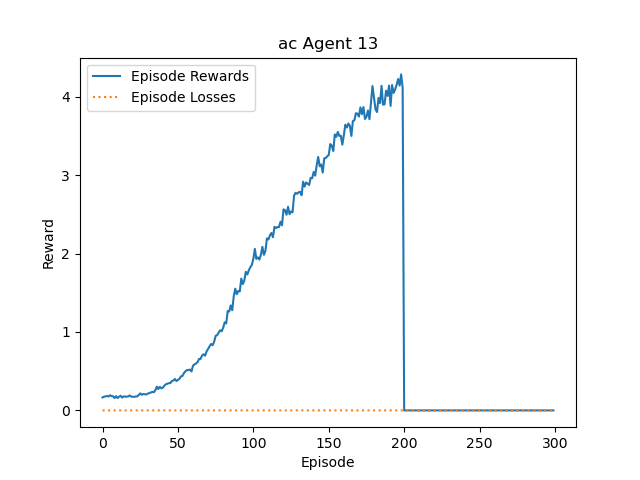 ac Agent 13
Episode Rewards
Episode Losses
Reward
4
3
2
1
0
0 50 100 150 200 250 300
Episode